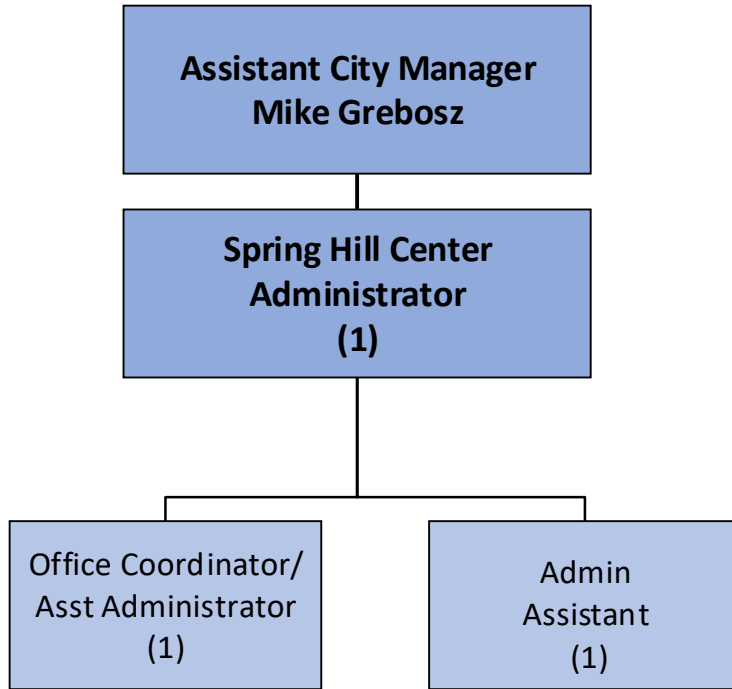 Assistant City Manager
Mike Grebosz
Spring Hill Center
Administrator
(1)
Office Coordinator/
Asst Administrator
(1)
Admin
Assistant
(1)